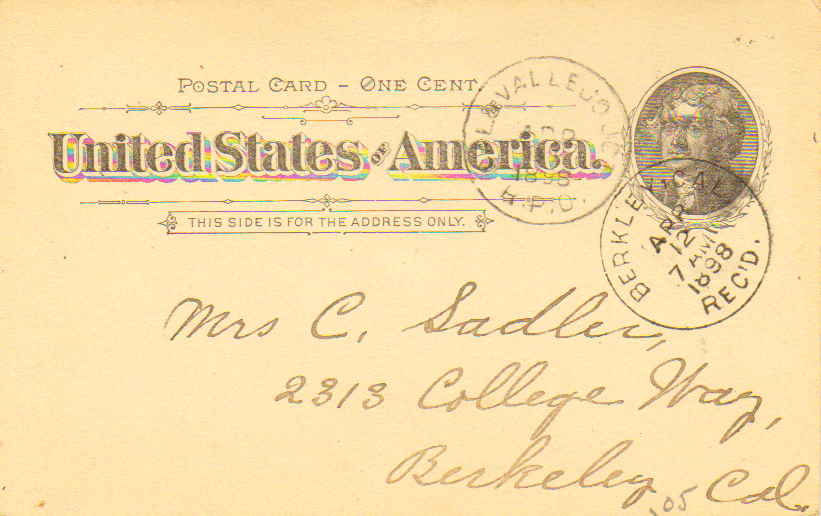 POSTAL CARD – ONE CENT.
United States of America.
THIS SIDE IS FOR THE ADDRESS ONLY.
VALLEJO
1898
R.P.O.
BERKELEY, CAL.
APR
12
7 AM
1898
REC'D.
Mrs C. Sadler,
2313 College Way,
Berkeley, Cal.
.05